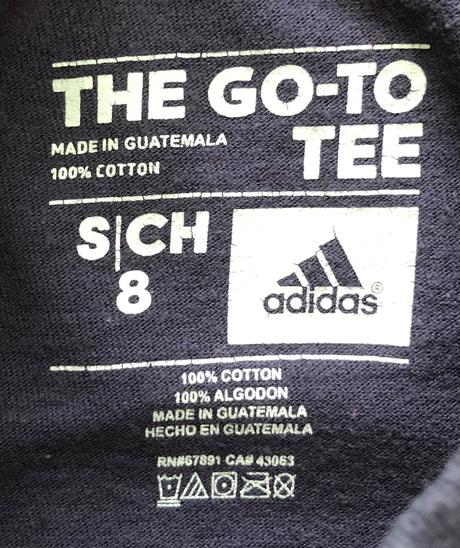 THE GO-TO
TEE
MADE IN GUATEMALA
100% COTTON
S|CH
8
adidas®
100% COTTON
100% ALGODON
MADE IN GUATEMALA
HECHO EN GUATEMALA
RN#67891 CA# 43063